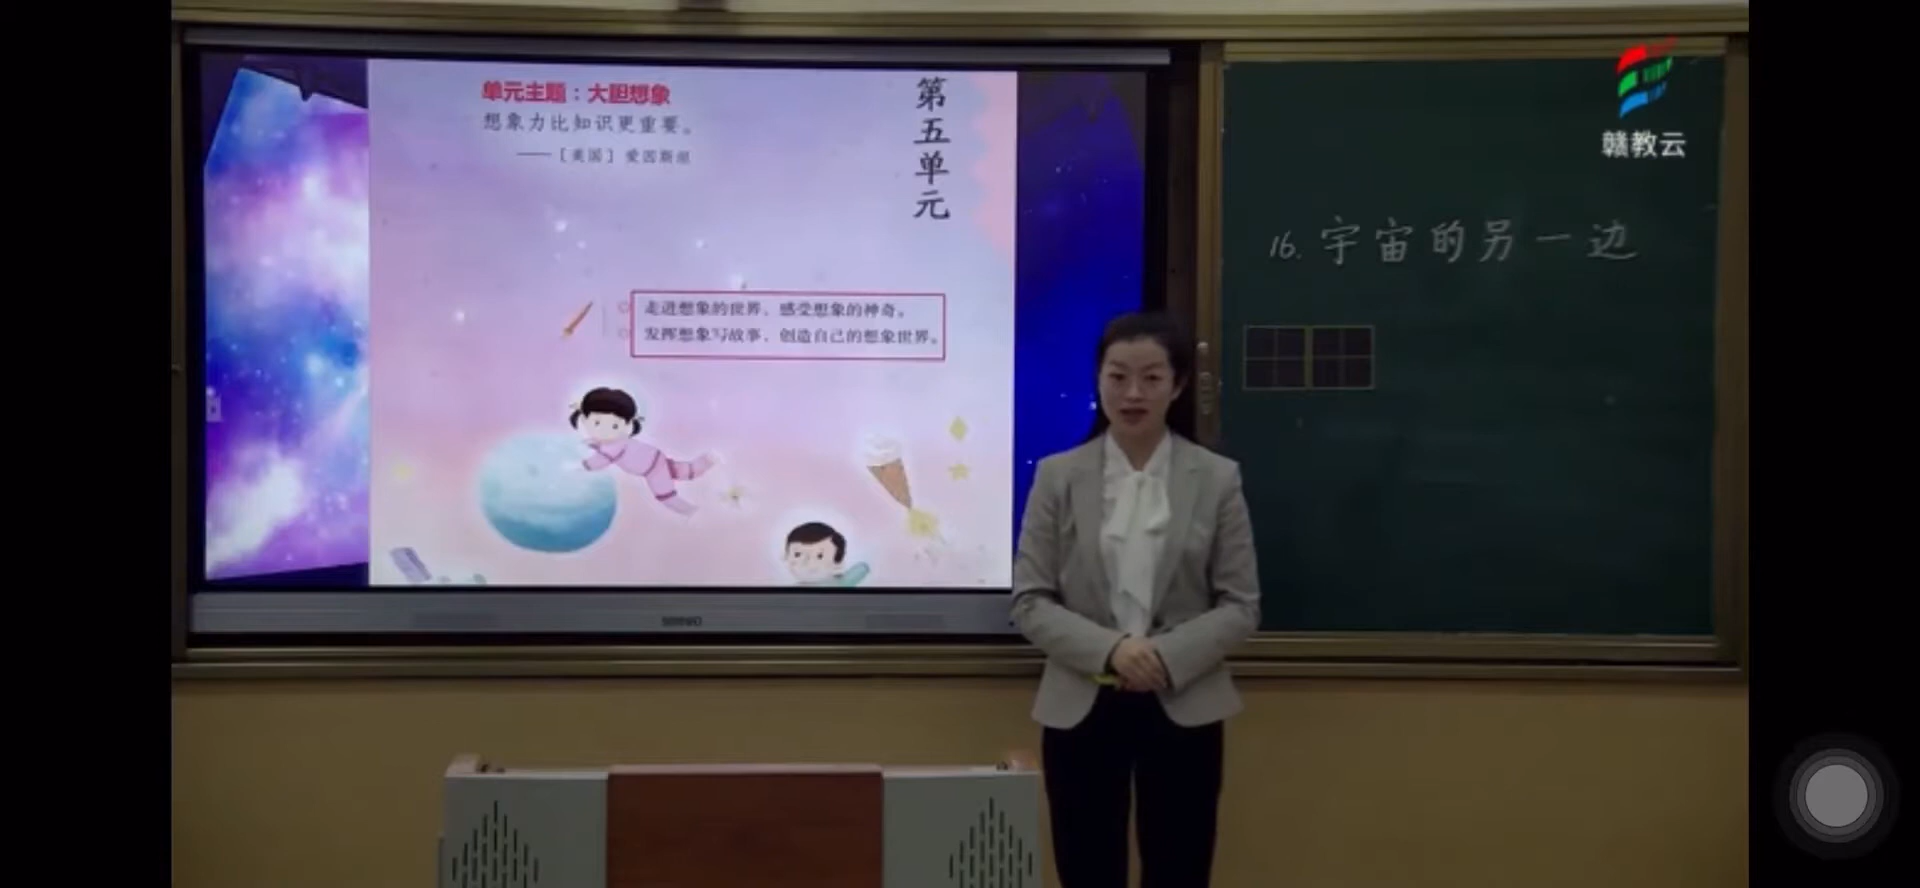 单元主题：大胆想象
想象力比知识更重要。
——［美国］爱因斯坦
第五单元
走进想象的世界，感受想象的神奇。
发挥想象写故事，创造自己的想象世界。
赣教云
16.宇宙的另一边